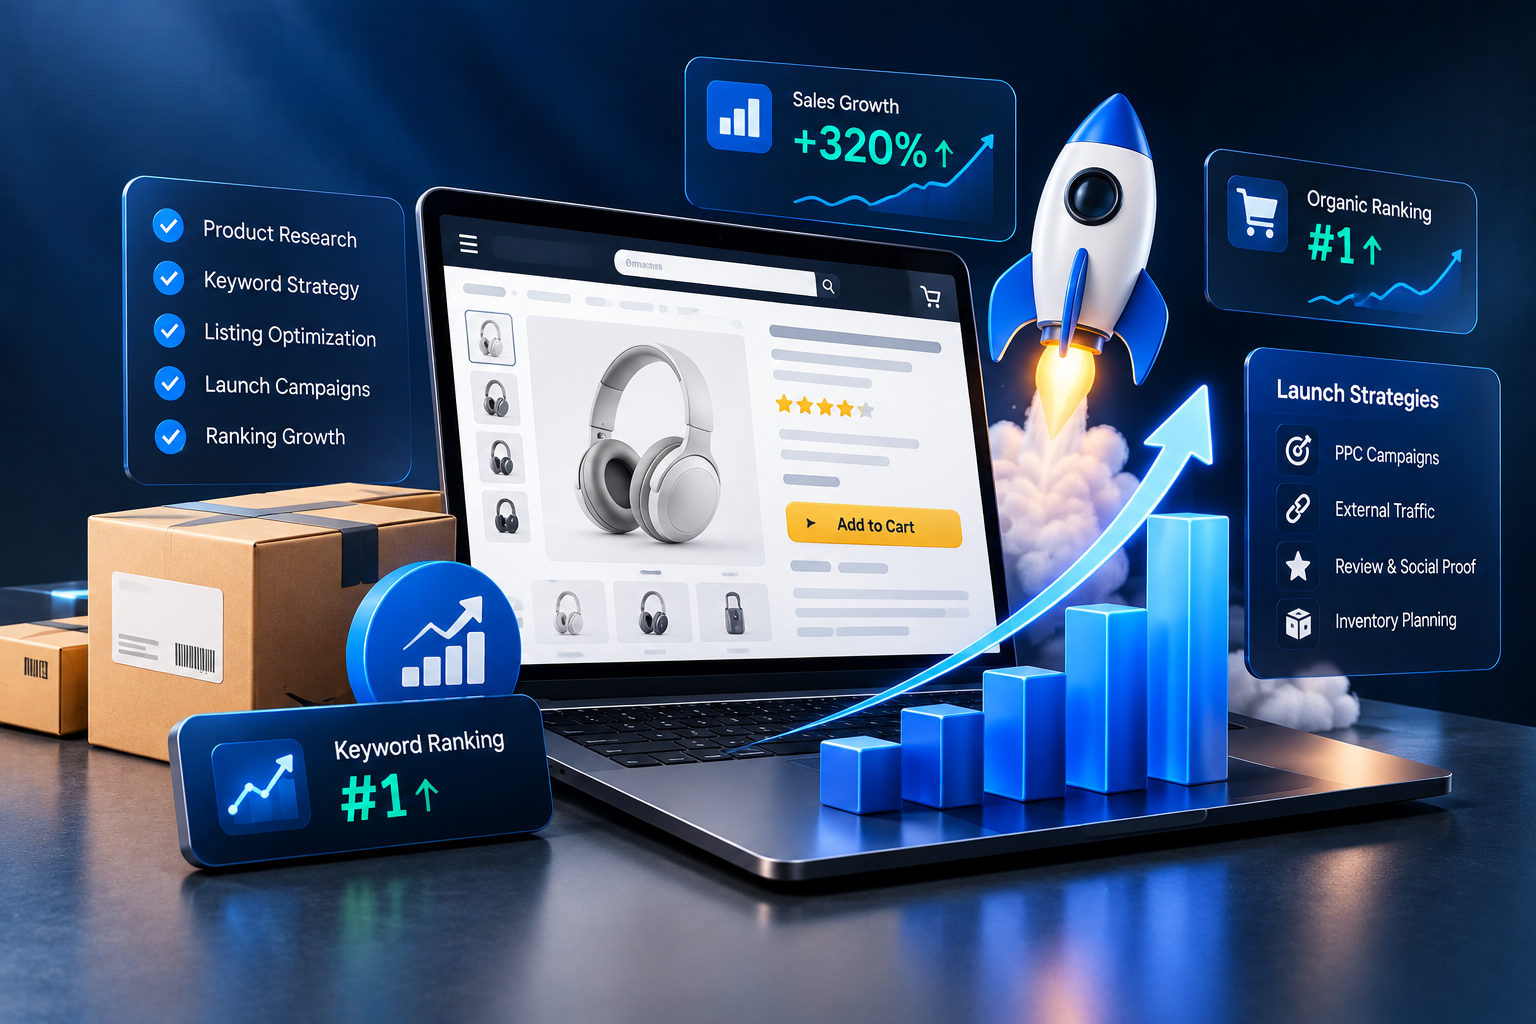 Product Research
Keyword Strategy
Listing Optimization
Launch Campaigns
Ranking Growth
Sales Growth
+320%↑
Organic Ranking
#1↑
Launch Strategies
PPC Campaigns
External Traffic
Review & Social Proof
Inventory Planning
Add to Cart
Keyword Ranking
#1↑